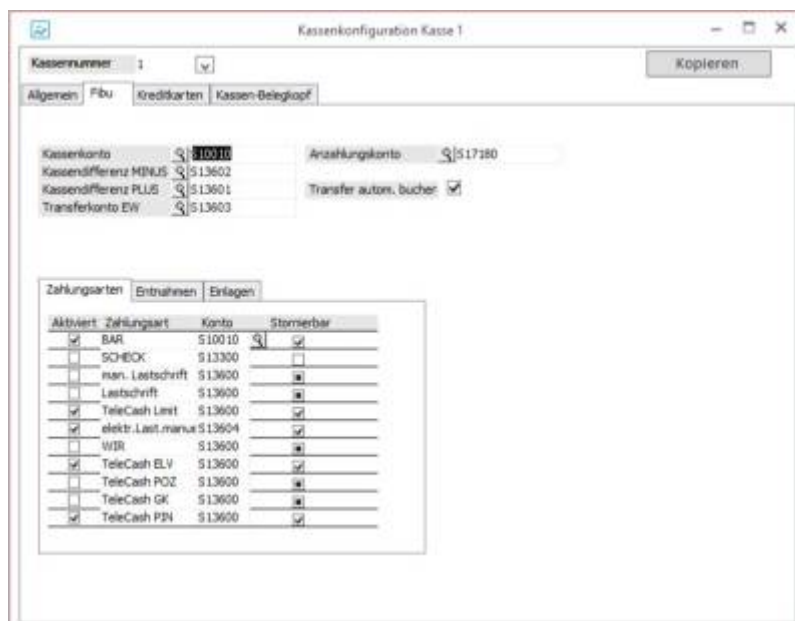 Kassenkonfiguration Kasse 1
Kassennummer 1
Kopieren
Allgemein Fibu Kreditkarten Kassen-Belegkopf
Kassenkonto S10010 Anzahlungskonto S17180
Kassendifferenz MINUS S13602
Kassendifferenz PLUS S13601 Transfer autom. bucher
Transferkonto EW S13603
Zahlungsarten Entnahmen Einlagen
Aktiviert Zahlungsart Konto Stornierbar
BAR S10010
SCHECK S13300
man. Lastschrift S13600
Lastschrift S13600
TeleCash Limit S13600
elektr.Last.manue S13604
WIR S13600
TeleCash ELV S13600
TeleCash POZ S13600
TeleCash GK S13600
TeleCash PIN S13600